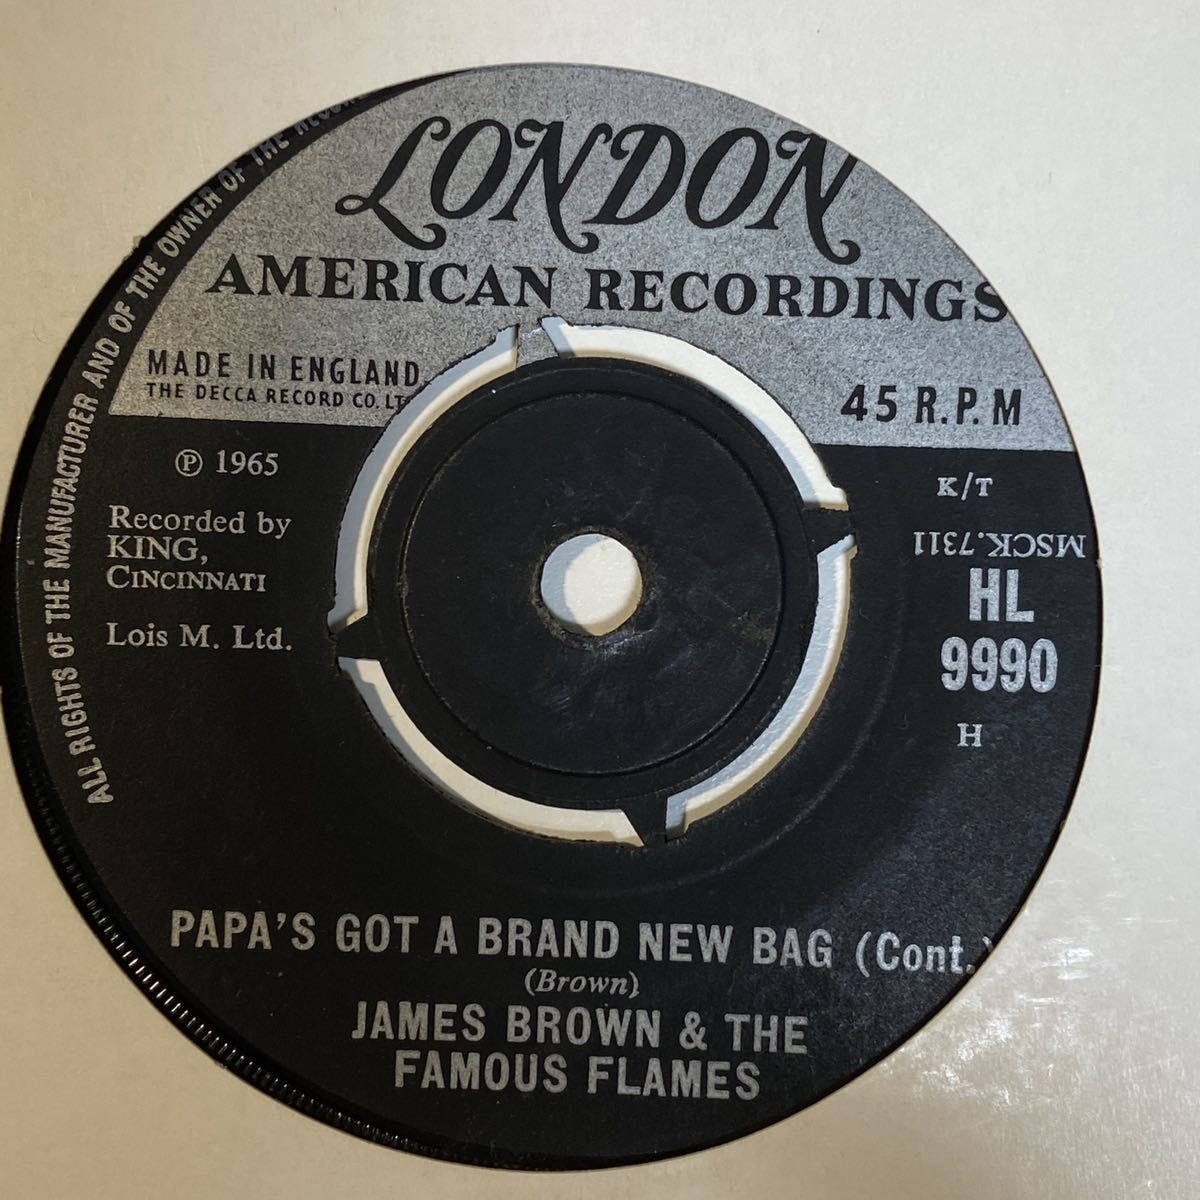 LONDON
AMERICAN RECORDINGS
MADE IN ENGLAND
THE DECCA RECORD CO. LT
45 R.P.M
ALL RIGHTS OF THE MANUFACTURER AND OF THE OWNER OF THE RECOR
℗ 1965
Recorded by
KING,
CINCINNATI
Lois M. Ltd.
K/T
MSCK.7311
HL
9990
H
PAPA'S GOT A BRAND NEW BAG (Cont.)
(Brown)
JAMES BROWN & THE
FAMOUS FLAMES